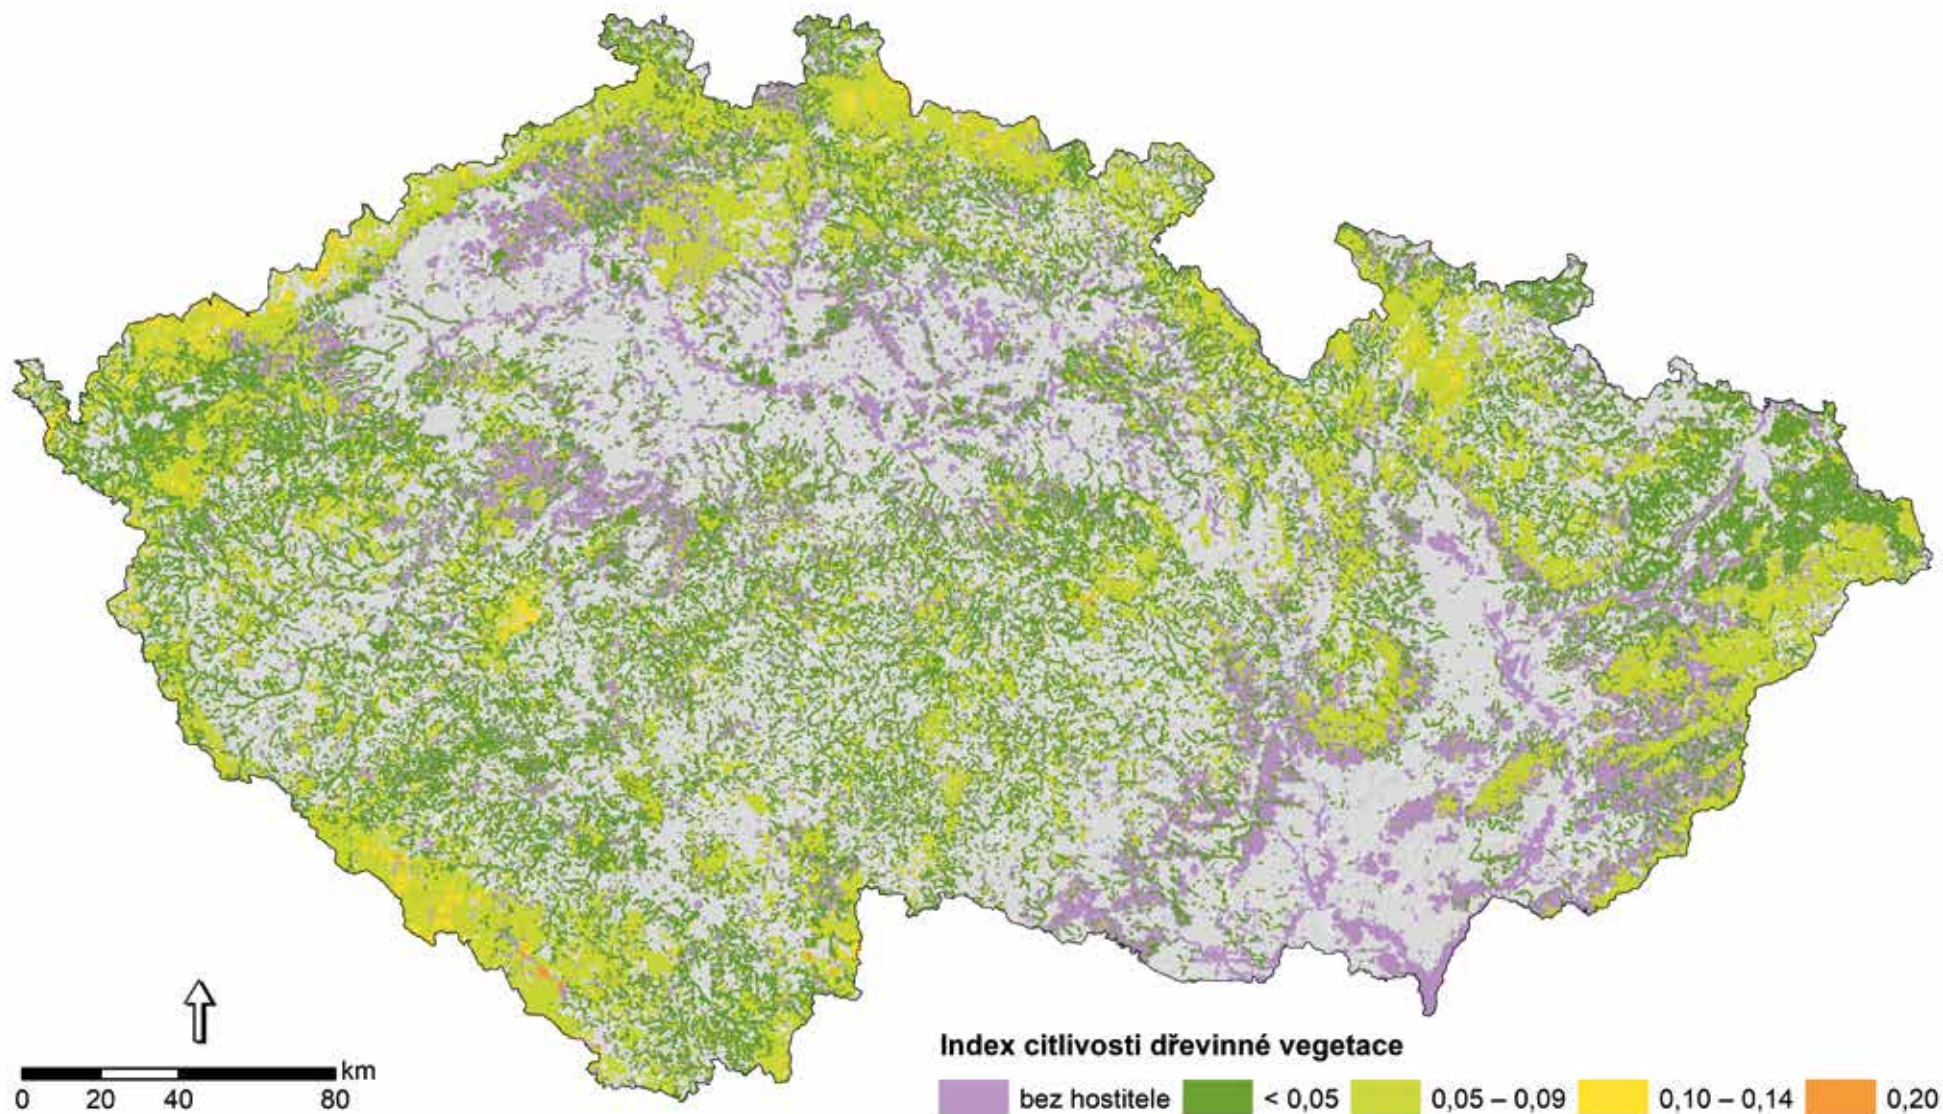 km
0 20 40 80
Index citlivosti dřevinné vegetace
bez hostitele < 0,05 0,05 – 0,09 0,10 – 0,14 0,20